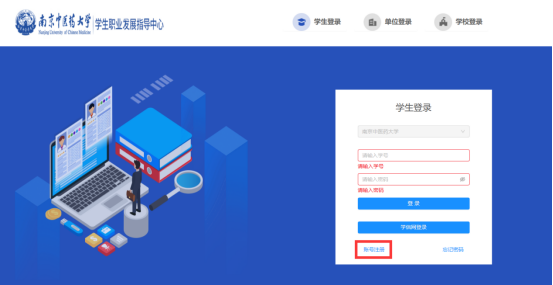 南京中医药大学 学生职业发展指导中心
Nanjing University of Chinese Medicine
学生登录 单位登录 学校登录
学生登录
南京中医药大学
请输入学号
请输入学号
请输入密码
请输入密码
登 录
学信网登录
账号注册 忘记密码